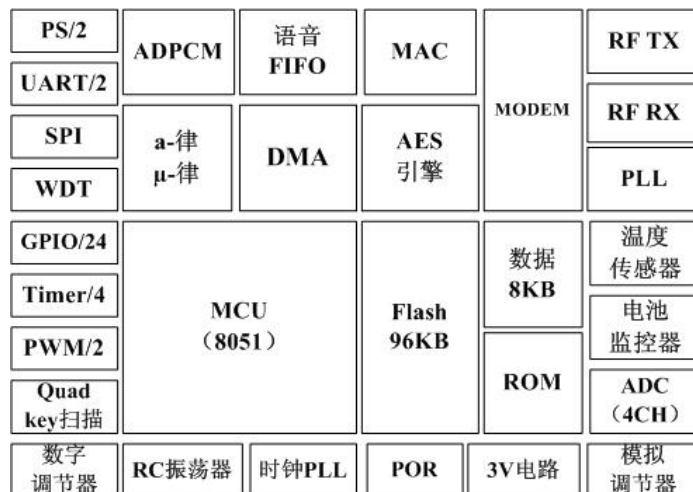 PS/2
ADPCM
语音
FIFO
MAC
MODEM
RF TX
UART/2
SPI
a-律
μ-律
DMA
AES
引擎
RF RX
WDT
PLL
GPIO/24
MCU
（8051）
Flash
96KB
数据
8KB
温度
传感器
Timer/4
电池
监控器
PWM/2
ROM
Quad
key扫描
ADC
（4CH）
数字
调节器
RC振荡器
时钟PLL
POR
3V电路
模拟
调节器